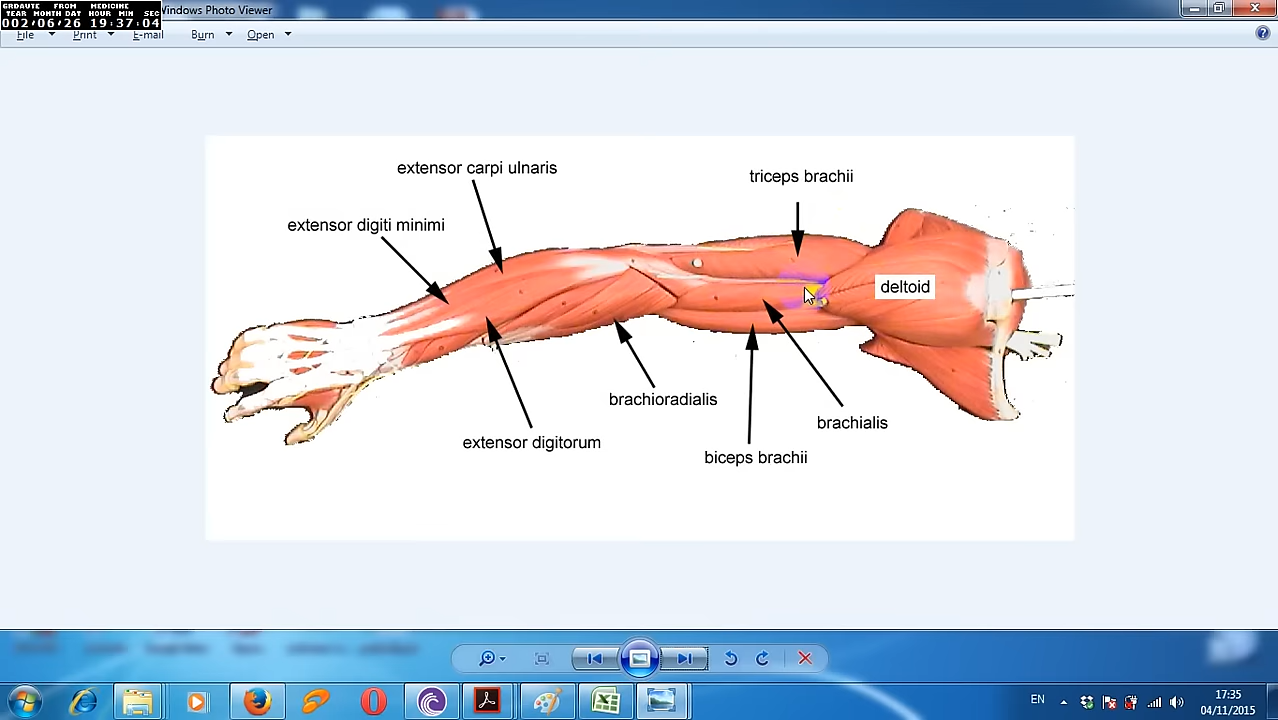 GRDAUTE FROM MEDICINE
YEAR MONTH DAT HOUR MIN SEC
002/06/26 19:37:04
Windows Photo Viewer
File Print E-mail Burn Open
extensor carpi ulnaris
triceps brachii
extensor digiti minimi
deltoid
brachioradialis
brachialis
extensor digitorum
biceps brachii
EN
17:35
04/11/2015